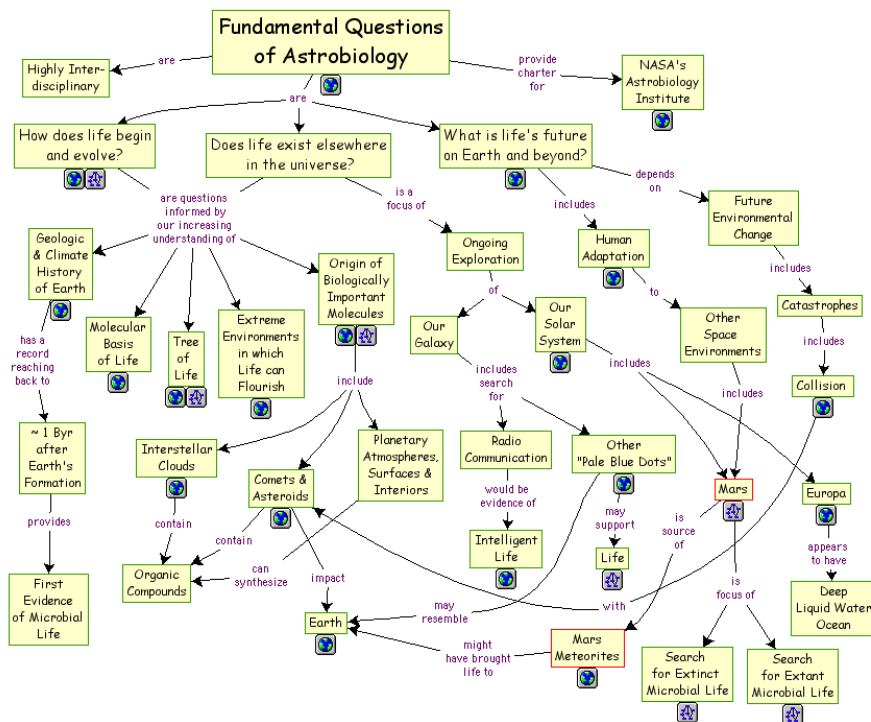 Fundamental Questions
of Astrobiology
are
Highly Inter-
disciplinary
provide
charter
for
NASA's
Astrobiology
Institute
are
How does life begin
and evolve?
Does life exist elsewhere
in the universe?
What is life's future
on Earth and beyond?
are questions
informed by
our increasing
understanding of
is a
focus of
includes
depends
on
Geologic
& Climate
History
of Earth
Molecular
Basis
of Life
Tree
of
Life
Extreme
Environments
in which
Life can
Flourish
Origin of
Biologically
Important
Molecules
Ongoing
Exploration
Human
Adaptation
Future
Environmental
Change
of
to
includes
Our
Galaxy
Our
Solar
System
Other
Space
Environments
Catastrophes
has a
record
reaching
back to
include
includes
search
for
includes
includes
includes
Collision
~ 1 Byr
after
Earth's
Formation
Interstellar
Clouds
Comets &
Asteroids
Planetary
Atmospheres,
Surfaces &
Interiors
Radio
Communication
Other
"Pale Blue Dots"
Mars
Europa
provides
contain
contain
can
synthesize
impact
would be
evidence of
may
support
is
source
of
is
focus of
appears
to have
First
Evidence
of Microbial
Life
Organic
Compounds
Earth
Intelligent
Life
Life
may
resemble
with
might
have brought
life to
Mars
Meteorites
Search
for Extinct
Microbial Life
Search
for Extant
Microbial Life
Deep
Liquid Water
Ocean